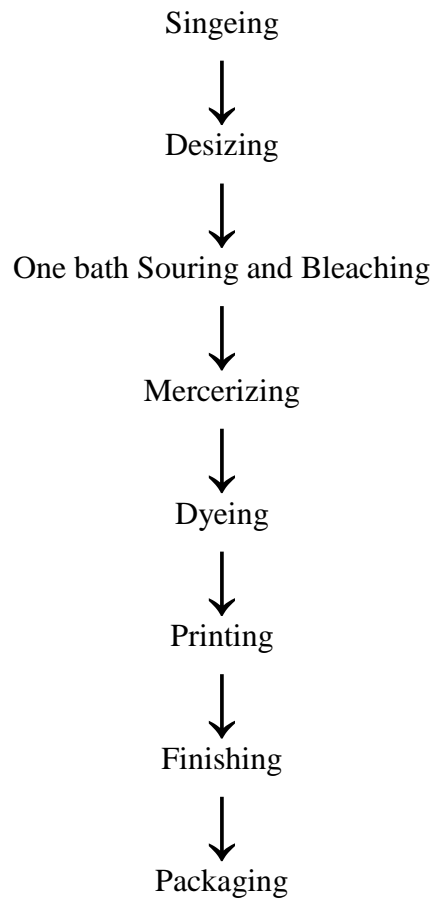 Singeing
Desizing
One bath Souring and Bleaching
Mercerizing
Dyeing
Printing
Finishing
Packaging